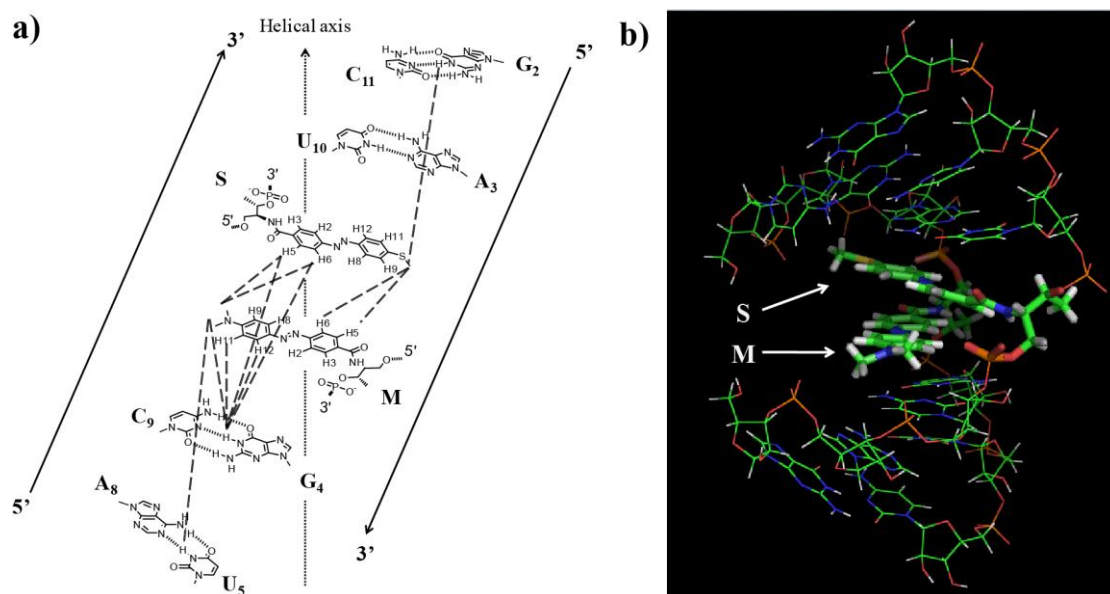 a)
b)
3’
Helical axis
5’
C11
G2
U10
A3
S
3'
5'
H3
H2
H5
H6
H12
H11
H8
H9
S
M
H9
H8
H11
H12
H6
H5
H2
H3
5'
3'
M
C9
G4
A8
U5
5’
3’
S
M